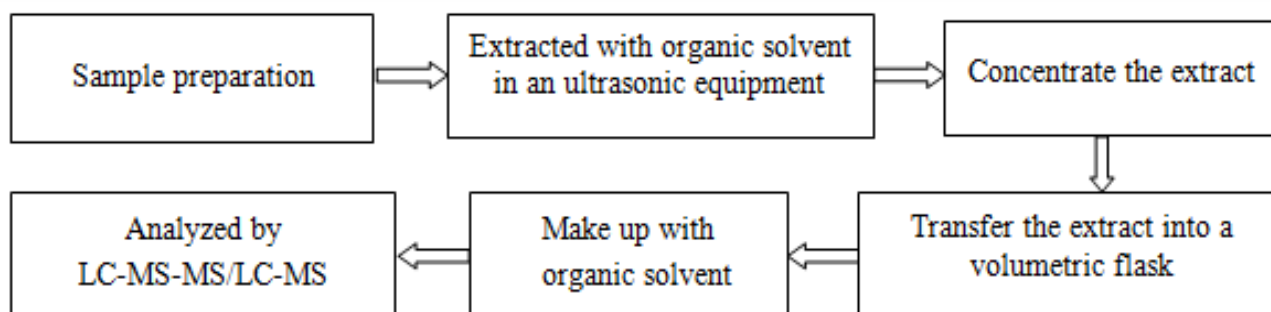 Sample preparation
Extracted with organic solvent
in an ultrasonic equipment
Concentrate the extract
Transfer the extract into a
volumetric flask
Make up with
organic solvent
Analyzed by
LC-MS-MS/LC-MS